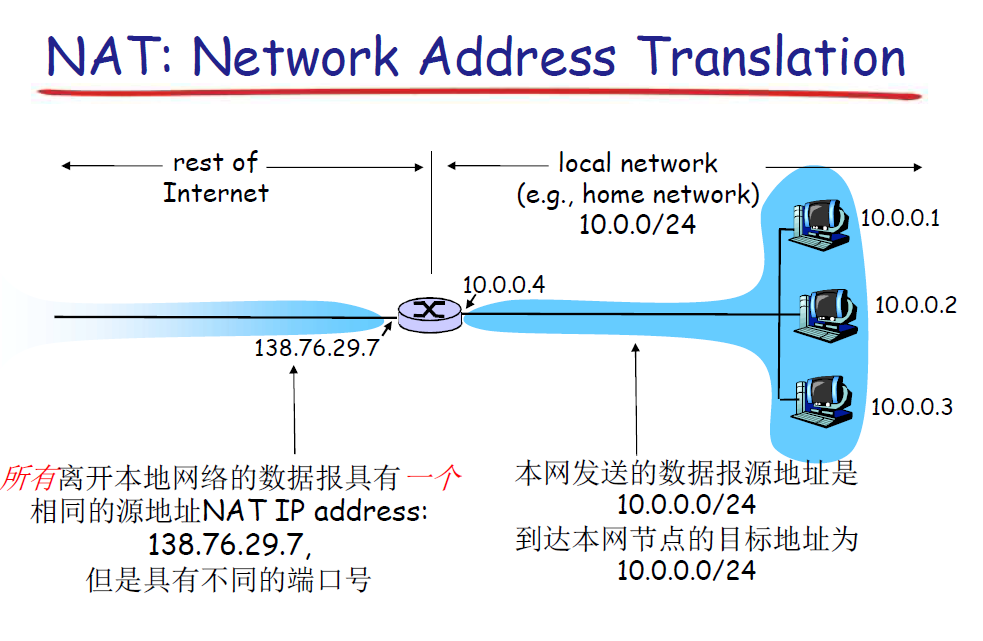 NAT: Network Address Translation
rest of
Internet
local network
(e.g., home network)
10.0.0/24
10.0.0.1
10.0.0.4
10.0.0.2
138.76.29.7
10.0.0.3
所有离开本地网络的数据报具有一个
相同的源地址NAT IP address:
138.76.29.7,
但是具有不同的端口号
本网发送的数据报源地址是
10.0.0.0/24
到达本网节点的目标地址为
10.0.0.0/24